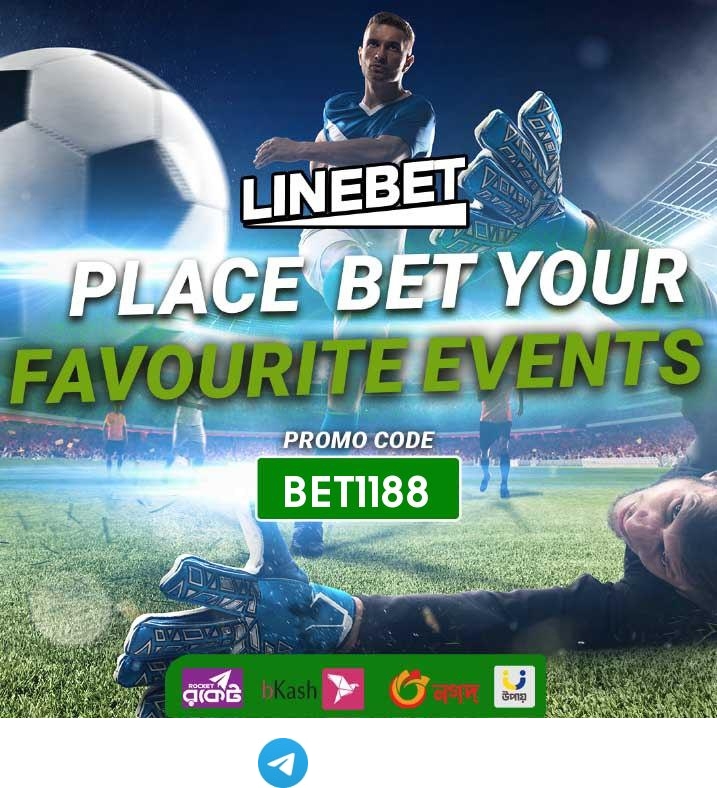 LINEBET
PLACE BET YOUR
FAVOURITE EVENTS
PROMO CODE
BET1188
ROCKET
রকেট
bKash
নগদ
উপায়